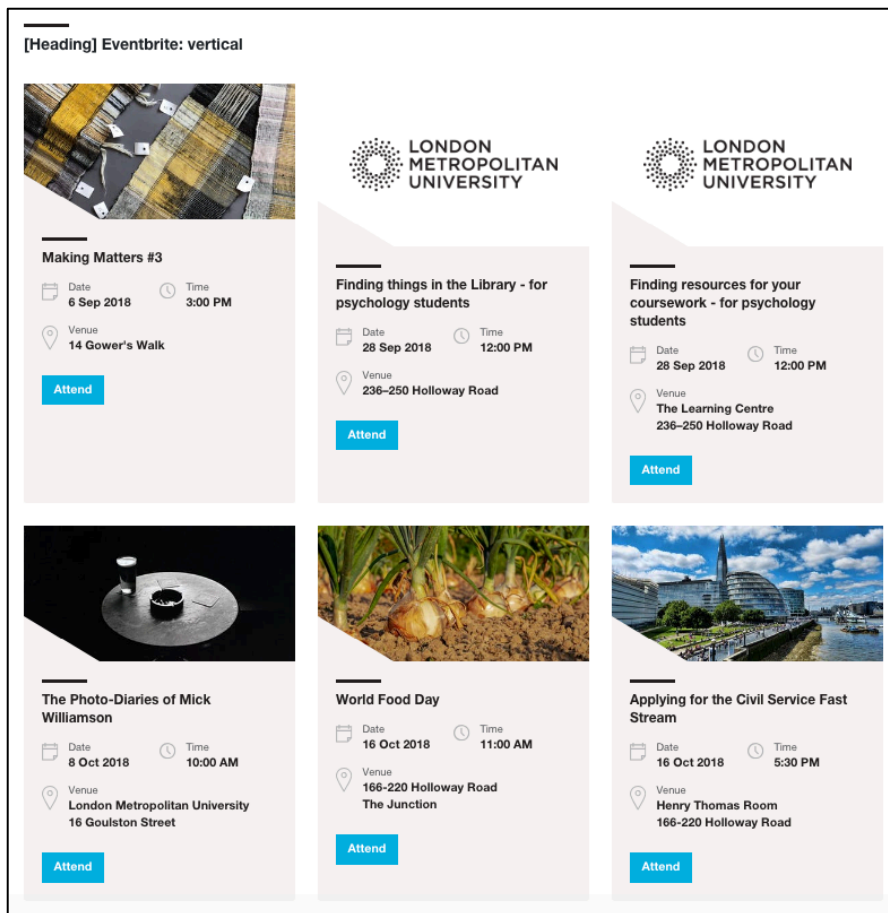 [Heading] Eventbrite: vertical
Making Matters #3
Date
6 Sep 2018
Time
3:00 PM
Venue
14 Gower's Walk
Attend
LONDON
METROPOLITAN
UNIVERSITY
Finding things in the Library - for
psychology students
Date
28 Sep 2018
Time
12:00 PM
Venue
236–250 Holloway Road
Attend
LONDON
METROPOLITAN
UNIVERSITY
Finding resources for your
coursework - for psychology
students
Date
28 Sep 2018
Time
12:00 PM
Venue
The Learning Centre
236–250 Holloway Road
Attend
The Photo-Diaries of Mick
Williamson
Date
8 Oct 2018
Time
10:00 AM
Venue
London Metropolitan University
16 Goulston Street
Attend
World Food Day
Date
16 Oct 2018
Time
11:00 AM
Venue
166-220 Holloway Road
The Junction
Attend
Applying for the Civil Service Fast
Stream
Date
16 Oct 2018
Time
5:30 PM
Venue
Henry Thomas Room
166-220 Holloway Road
Attend